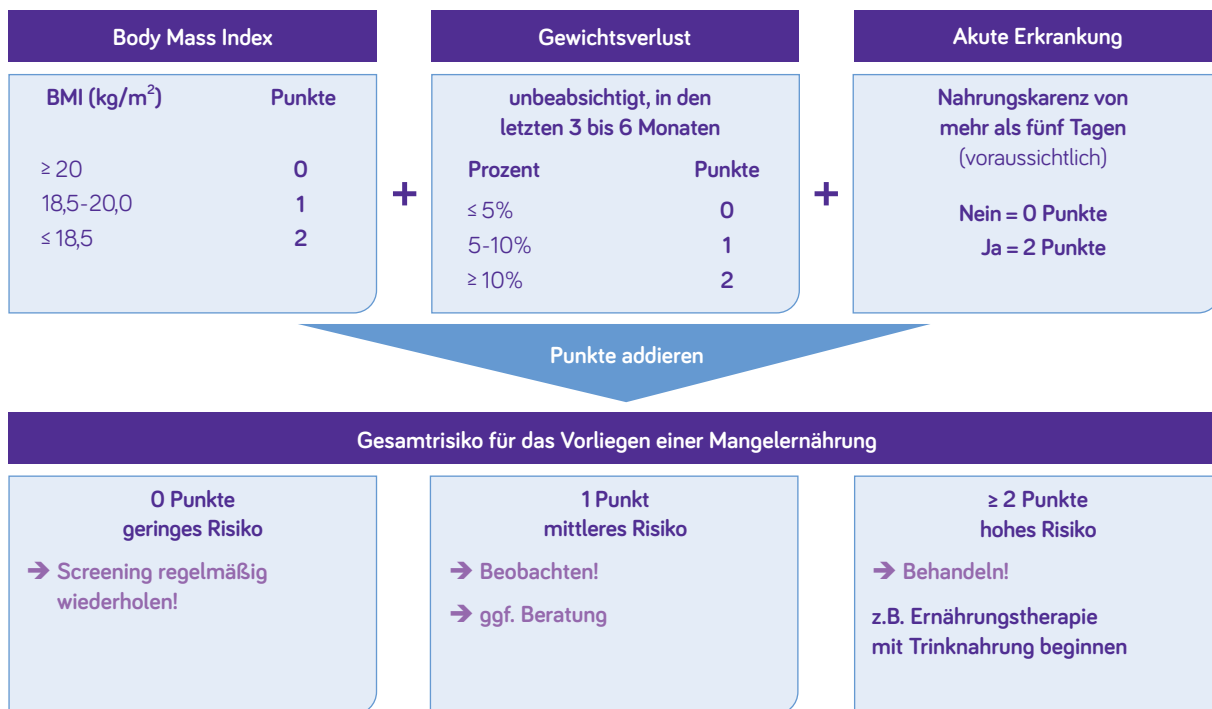 Body Mass Index
BMI (kg/m²) Punkte
≥ 20 0
18,5-20,0 1
≤ 18,5 2
+
Gewichtsverlust
unbeabsichtigt, in den
letzten 3 bis 6 Monaten
Prozent Punkte
≤ 5% 0
5-10% 1
≥ 10% 2
+
Akute Erkrankung
Nahrungskarenz von
mehr als fünf Tagen
(voraussichtlich)
Nein = 0 Punkte
Ja = 2 Punkte
Punkte addieren
Gesamtrisiko für das Vorliegen einer Mangelernährung
0 Punkte
geringes Risiko
➔ Screening regelmäßig
wiederholen!
1 Punkt
mittleres Risiko
➔ Beobachten!
➔ ggf. Beratung
≥ 2 Punkte
hohes Risiko
➔ Behandeln!
z.B. Ernährungstherapie
mit Trinknahrung beginnen